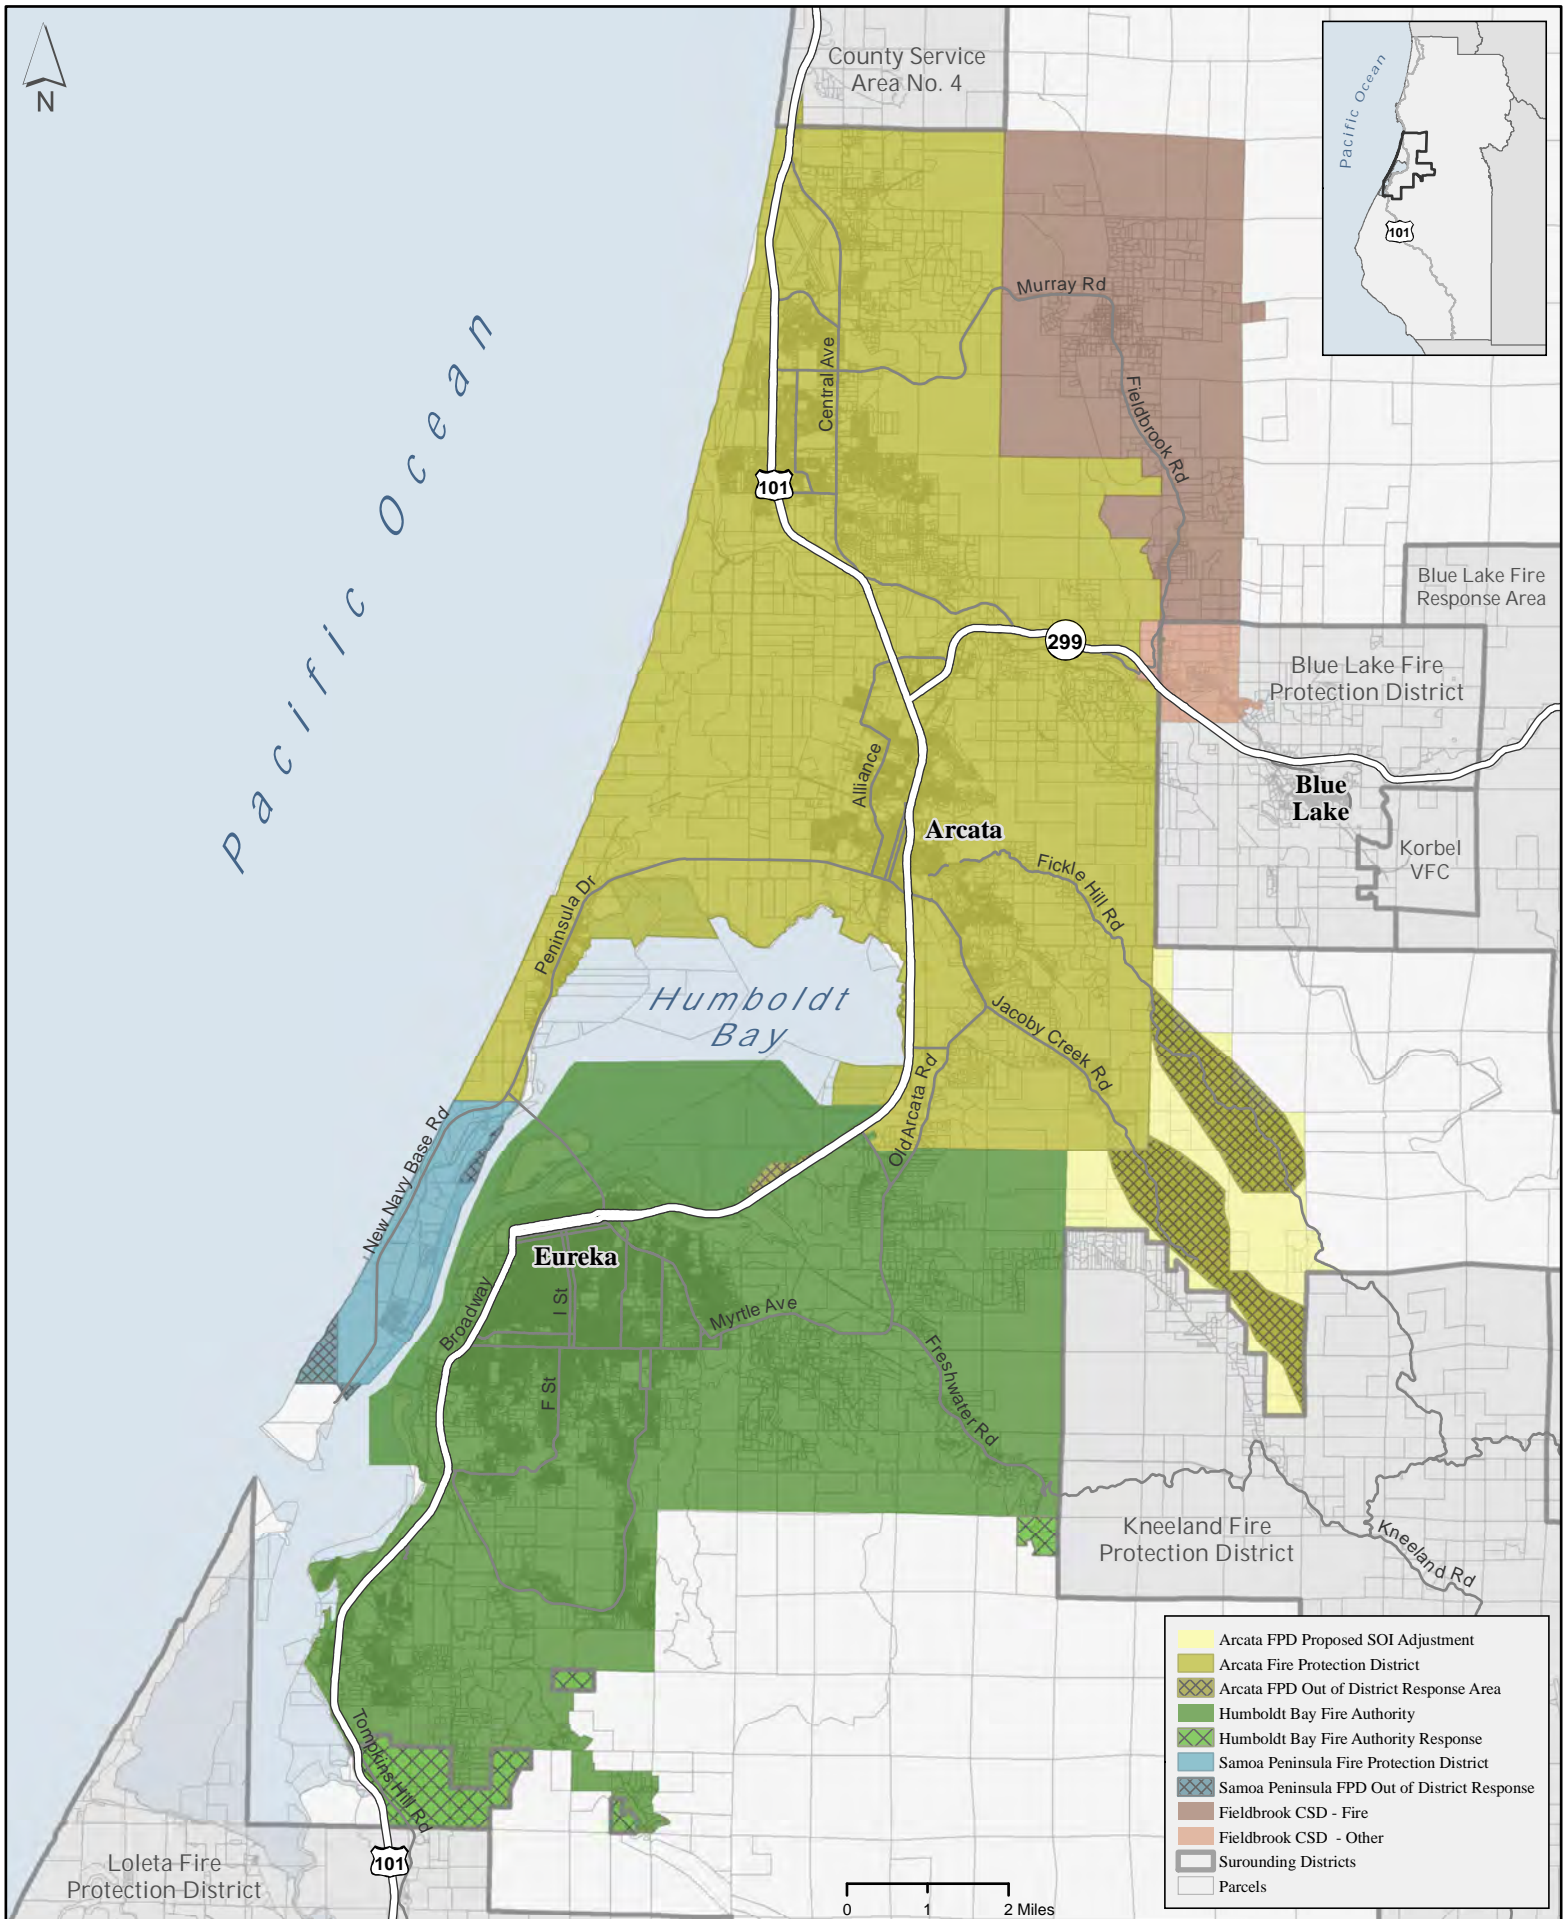 N
County Service
Area No. 4
Pacific Ocean
101
Murray Rd
Central Ave
Fieldbrook Rd
Pacific Ocean
101
Blue Lake Fire
Response Area
299
Blue Lake Fire
Protection District
Alliance
Blue
Lake
Arcata
Korbel
VFC
Fickle Hill Rd
Peninsula Dr
Humboldt
Bay
Jacoby Creek Rd
Old Arcata Rd
New Navy Base Rd
Eureka
Broadway
I St
Myrtle Ave
Freshwater Rd
F St
Kneeland Fire
Protection District
Kneeland Rd
Tompkins Hill Rd
101
Loleta Fire
Protection District
Arcata FPD Proposed SOI Adjustment
Arcata Fire Protection District
Arcata FPD Out of District Response Area
Humboldt Bay Fire Authority
Humboldt Bay Fire Authority Response
Samoa Peninsula Fire Protection District
Samoa Peninsula FPD Out of District Response
Fieldbrook CSD - Fire
Fieldbrook CSD - Other
Surounding Districts
Parcels
0 1 2 Miles